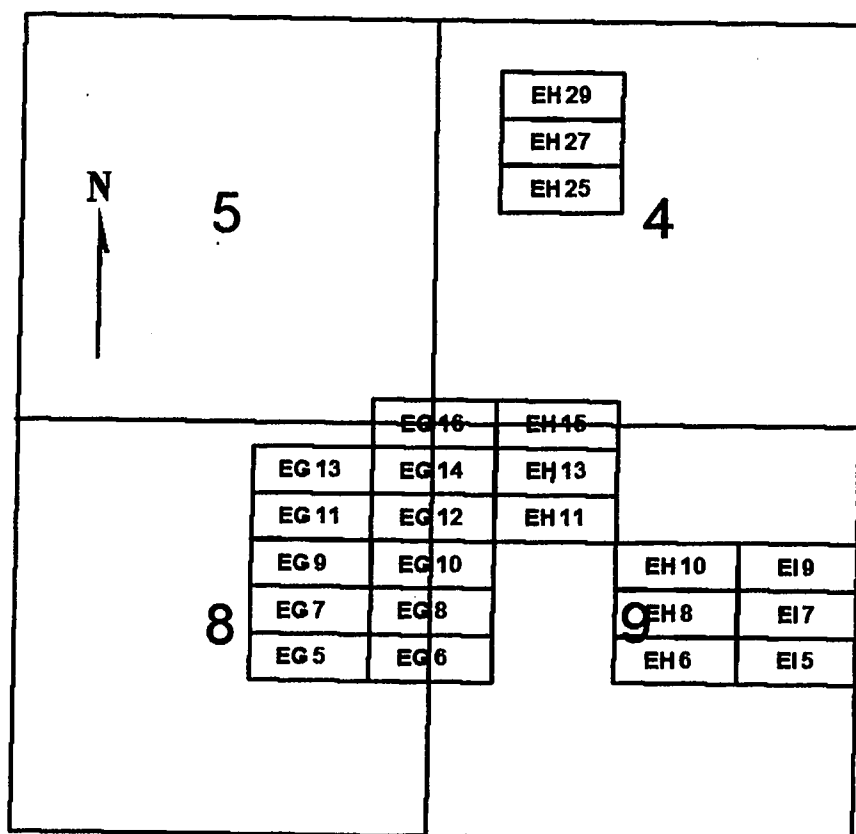 EH 29
EH 27
N
EH 25
5
4
EG 16 EH 15
EG 13 EG 14 EH 13
EG 11 EG 12 EH 11
EG 9 EG 10 EH 10 EI 9
8 EG 7 EG 8 9 EH 8 EI 7
EG 5 EG 6 EH 6 EI 5